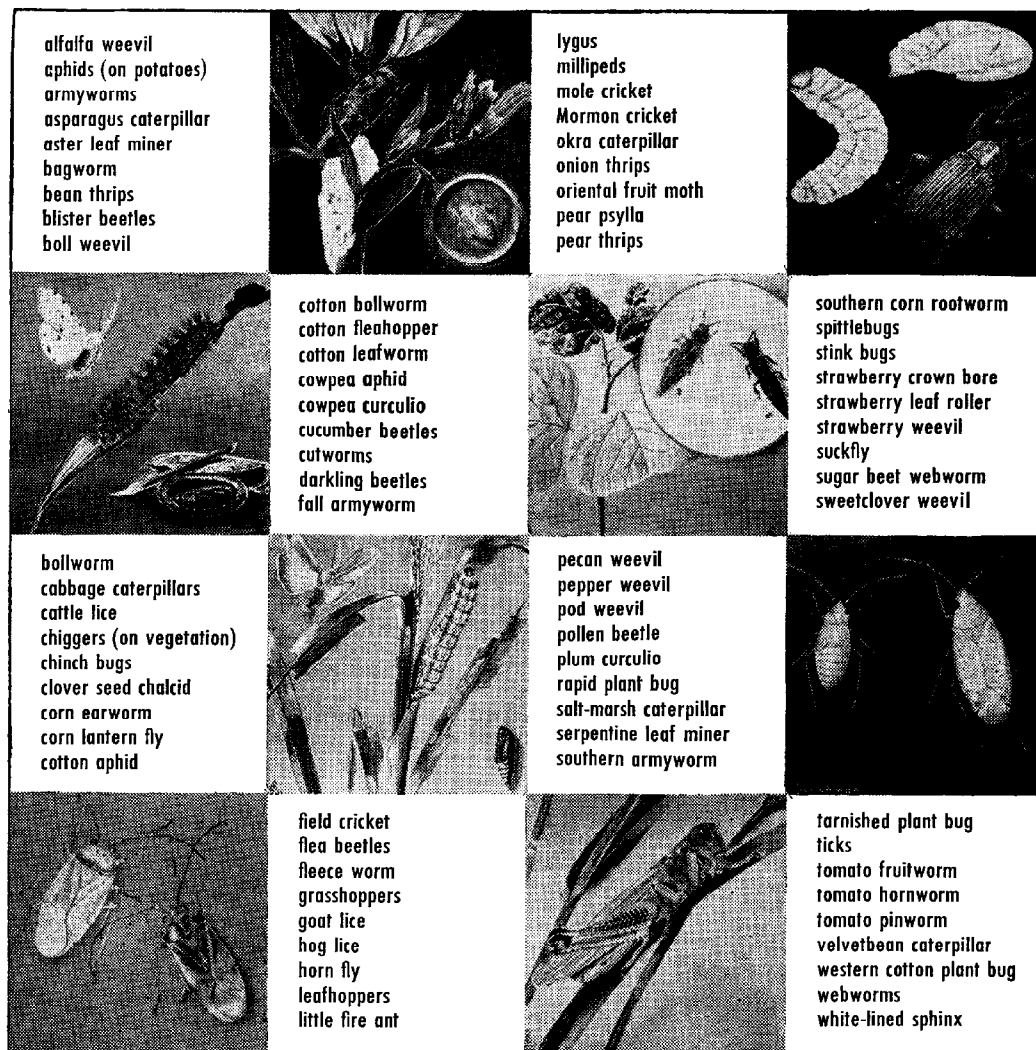 alfalfa weevil
aphids (on potatoes)
armyworms
asparagus caterpillar
aster leaf miner
bagworm
bean thrips
blister beetles
boll weevil
lygus
millipeds
mole cricket
Mormon cricket
okra caterpillar
onion thrips
oriental fruit moth
pear psylla
pear thrips
cotton bollworm
cotton fleahopper
cotton leafworm
cowpea aphid
cowpea curculio
cucumber beetles
cutworms
darkling beetles
fall armyworm
southern corn rootworm
spittlebugs
stink bugs
strawberry crown bore
strawberry leaf roller
strawberry weevil
suckfly
sugar beet webworm
sweetclover weevil
bollworm
cabbage caterpillars
cattle lice
chiggers (on vegetation)
chinch bugs
clover seed chalcid
corn earworm
corn lantern fly
cotton aphid
pecan weevil
pepper weevil
pod weevil
pollen beetle
plum curculio
rapid plant bug
salt-marsh caterpillar
serpentine leaf miner
southern armyworm
field cricket
flea beetles
fleece worm
grasshoppers
goat lice
hog lice
horn fly
leafhoppers
little fire ant
tarnished plant bug
ticks
tomato fruitworm
tomato hornworm
tomato pinworm
velvetbean caterpillar
western cotton plant bug
webworms
white-lined sphinx